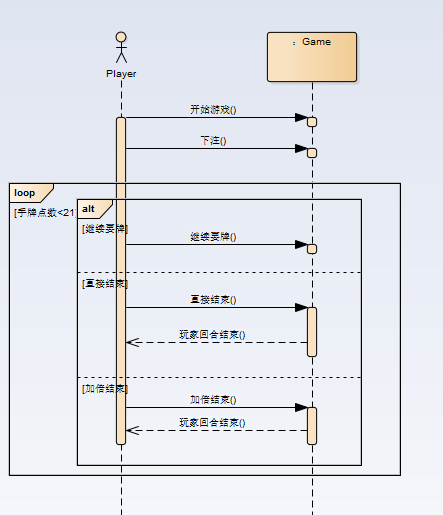 : Game
Player
开始游戏()
下注()
loop
[手牌点数<21]
alt
[继续要牌]
继续要牌()
[直接结束]
直接结束()
玩家回合结束()
[加倍结束]
加倍结束()
玩家回合结束()